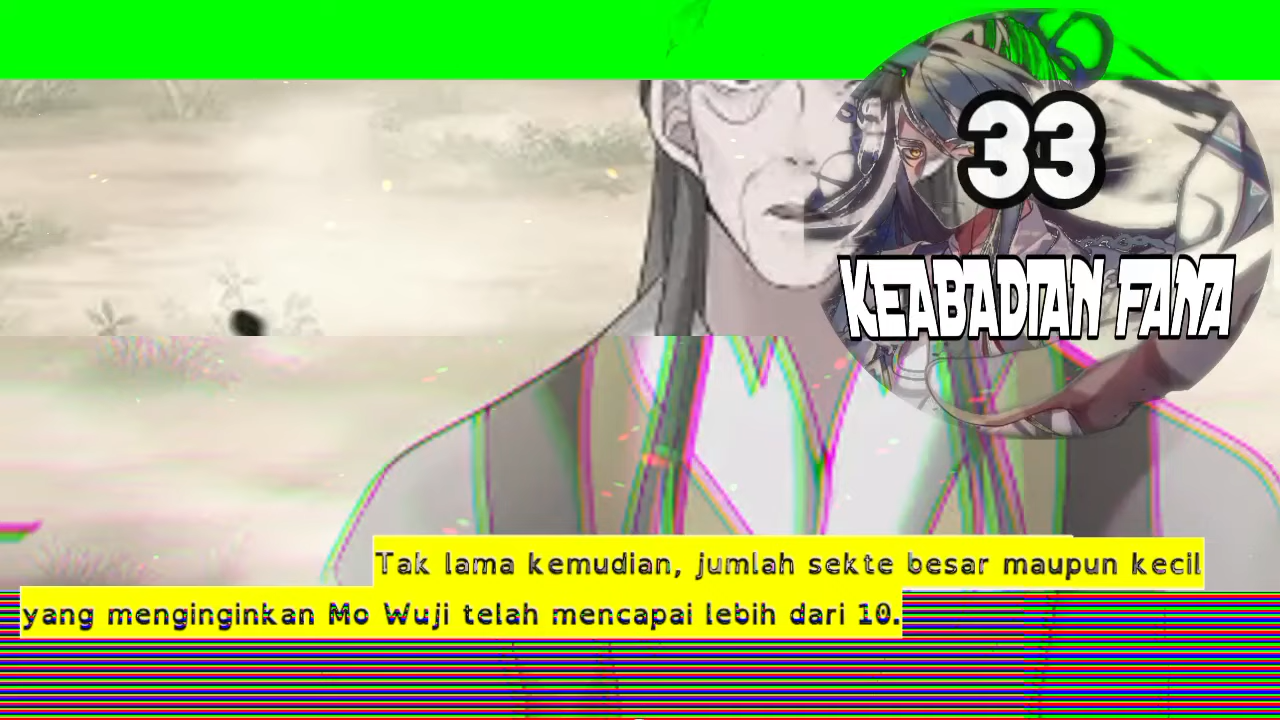 33
KEABADIAN FANA
Tak lama kemudian, jumlah sekte besar maupun kecil
yang menginginkan Mo Wuji telah mencapai lebih dari 10.